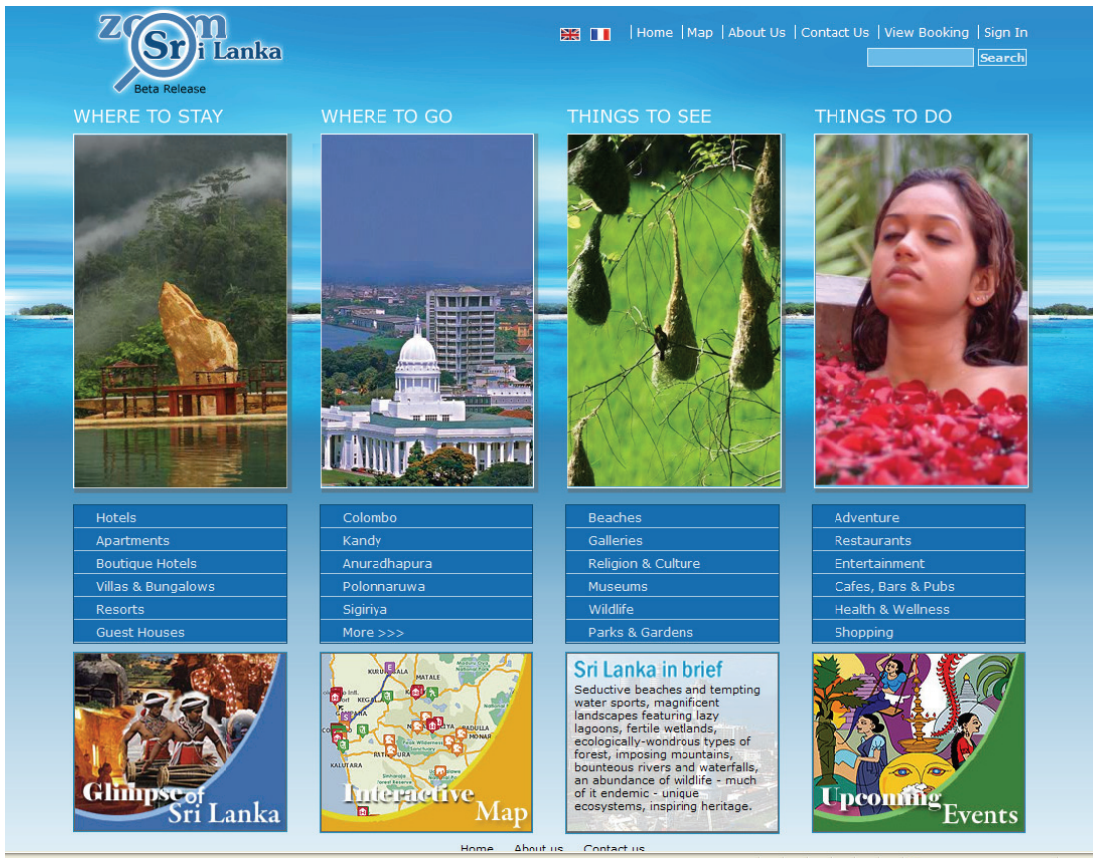 zoom
Sri Lanka
Beta Release
|Home |Map |About Us |Contact Us |View Booking |Sign In
Search
WHERE TO STAY
WHERE TO GO
THINGS TO SEE
THINGS TO DO
Hotels
Apartments
Boutique Hotels
Villas & Bungalows
Resorts
Guest Houses
Colombo
Kandy
Anuradhapura
Polonnaruwa
Sigiriya
More >>>
Beaches
Galleries
Religion & Culture
Museums
Wildlife
Parks & Gardens
Adventure
Restaurants
Entertainment
Cafes, Bars & Pubs
Health & Wellness
Shopping
Glimpse of
Sri Lanka
MATALE
KALUTARA
Interactive
Map
Sri Lanka in brief
Seductive beaches and tempting
water sports, magnificent
landscapes featuring lazy
lagoons, fertile wetlands,
ecologically-wondrous types of
forest, imposing mountains,
bounteous rivers and waterfalls,
an abundance of wildlife - much
of it endemic - unique
ecosystems, inspiring heritage.
Upcoming
Events
Home About us Contact us